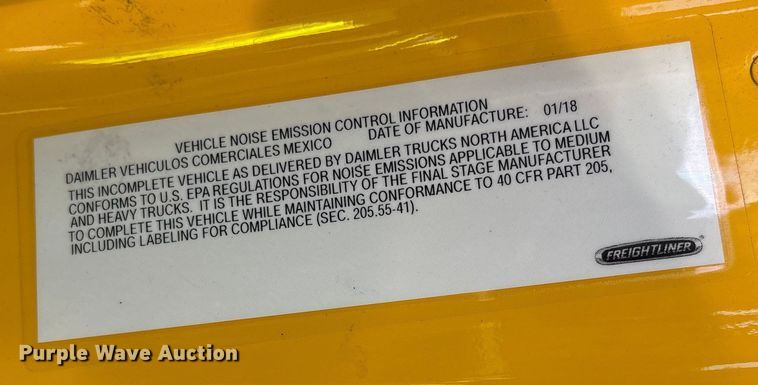 VEHICLE NOISE EMISSION CONTROL INFORMATION
DAIMLER VEHICULOS COMERCIALES MEXICO DATE OF MANUFACTURE: 01/18
THIS INCOMPLETE VEHICLE AS DELIVERED BY DAIMLER TRUCKS NORTH AMERICA LLC
CONFORMS TO U.S. EPA REGULATIONS FOR NOISE EMISSIONS APPLICABLE TO MEDIUM
AND HEAVY TRUCKS. IT IS THE RESPONSIBILITY OF THE FINAL STAGE MANUFACTURER
TO COMPLETE THIS VEHICLE WHILE MAINTAINING CONFORMANCE TO 40 CFR PART 205,
INCLUDING LABELING FOR COMPLIANCE (SEC. 205.55-41).
FREIGHTLINER
Purple Wave Auction